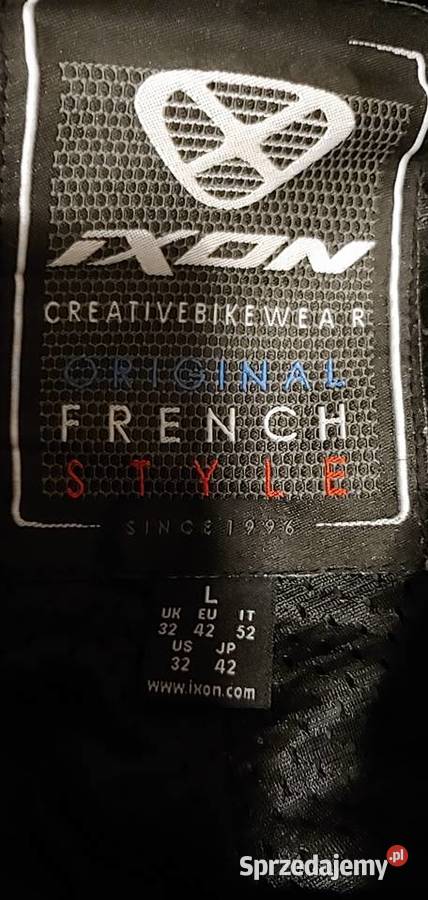 IXON
CREATIVEBIKEWEAR
ORIGINAL
FRENCH
STYLE
SINCE 1996
L
UK EU IT
32 42 52
US JP
32 42
www.ixon.com
Sprzedajemy.pl